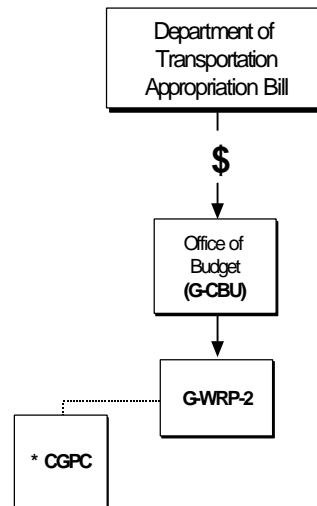 Department of
Transportation
Appropriation Bill
$
Office of
Budget
(G-CBU)
G-WRP-2
* CGPC